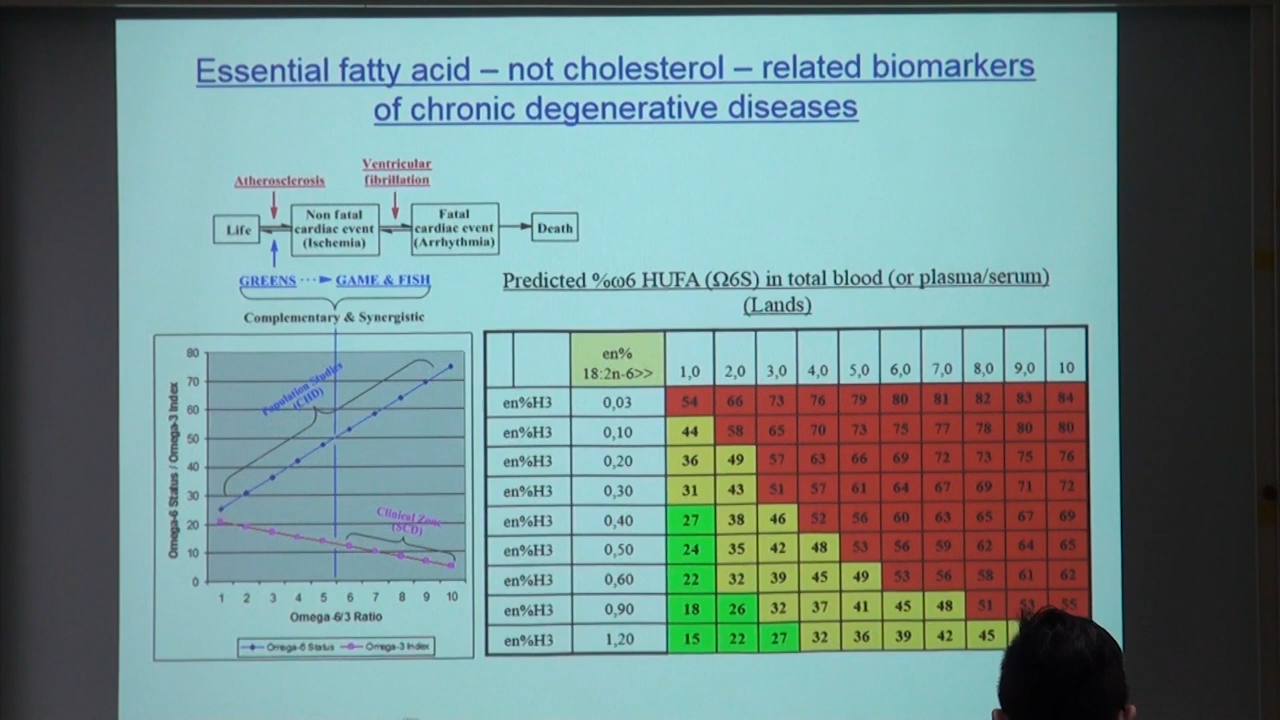 Essential fatty acid – not cholesterol – related biomarkers
of chronic degenerative diseases
Atherosclerosis
Ventricular
fibrillation
Life
Non fatal
cardiac event
(Ischemia)
Fatal
cardiac event
(Arrhythmia)
Death
GREENS ··· GAME & FISH
Complementary & Synergistic
Predicted %ω6 HUFA (Ω6S) in total blood (or plasma/serum)
(Lands)
Omega-6 Status / Omega-3 Index
80
70
60
50
40
30
20
10
0
Population Studies
(CHD)
Clinical Zone
(SCD)
1 2 3 4 5 6 7 8 9 10
Omega-6/3 Ratio
Omega-6 Status Omega-3 Index
en%
18:2n-6>> 1,0 2,0 3,0 4,0 5,0 6,0 7,0 8,0 9,0 10
en%H3 0,03 54 66 73 76 79 80 81 82 83 84
en%H3 0,10 44 58 65 70 73 75 77 78 80 80
en%H3 0,20 36 49 57 63 66 69 72 73 75 76
en%H3 0,30 31 43 51 57 61 64 67 69 71 72
en%H3 0,40 27 38 46 52 56 60 63 65 67 69
en%H3 0,50 24 35 42 48 53 56 59 62 64 65
en%H3 0,60 22 32 39 45 49 53 56 58 61 62
en%H3 0,90 18 26 32 37 41 45 48 51 53 55
en%H3 1,20 15 22 27 32 36 39 42 45